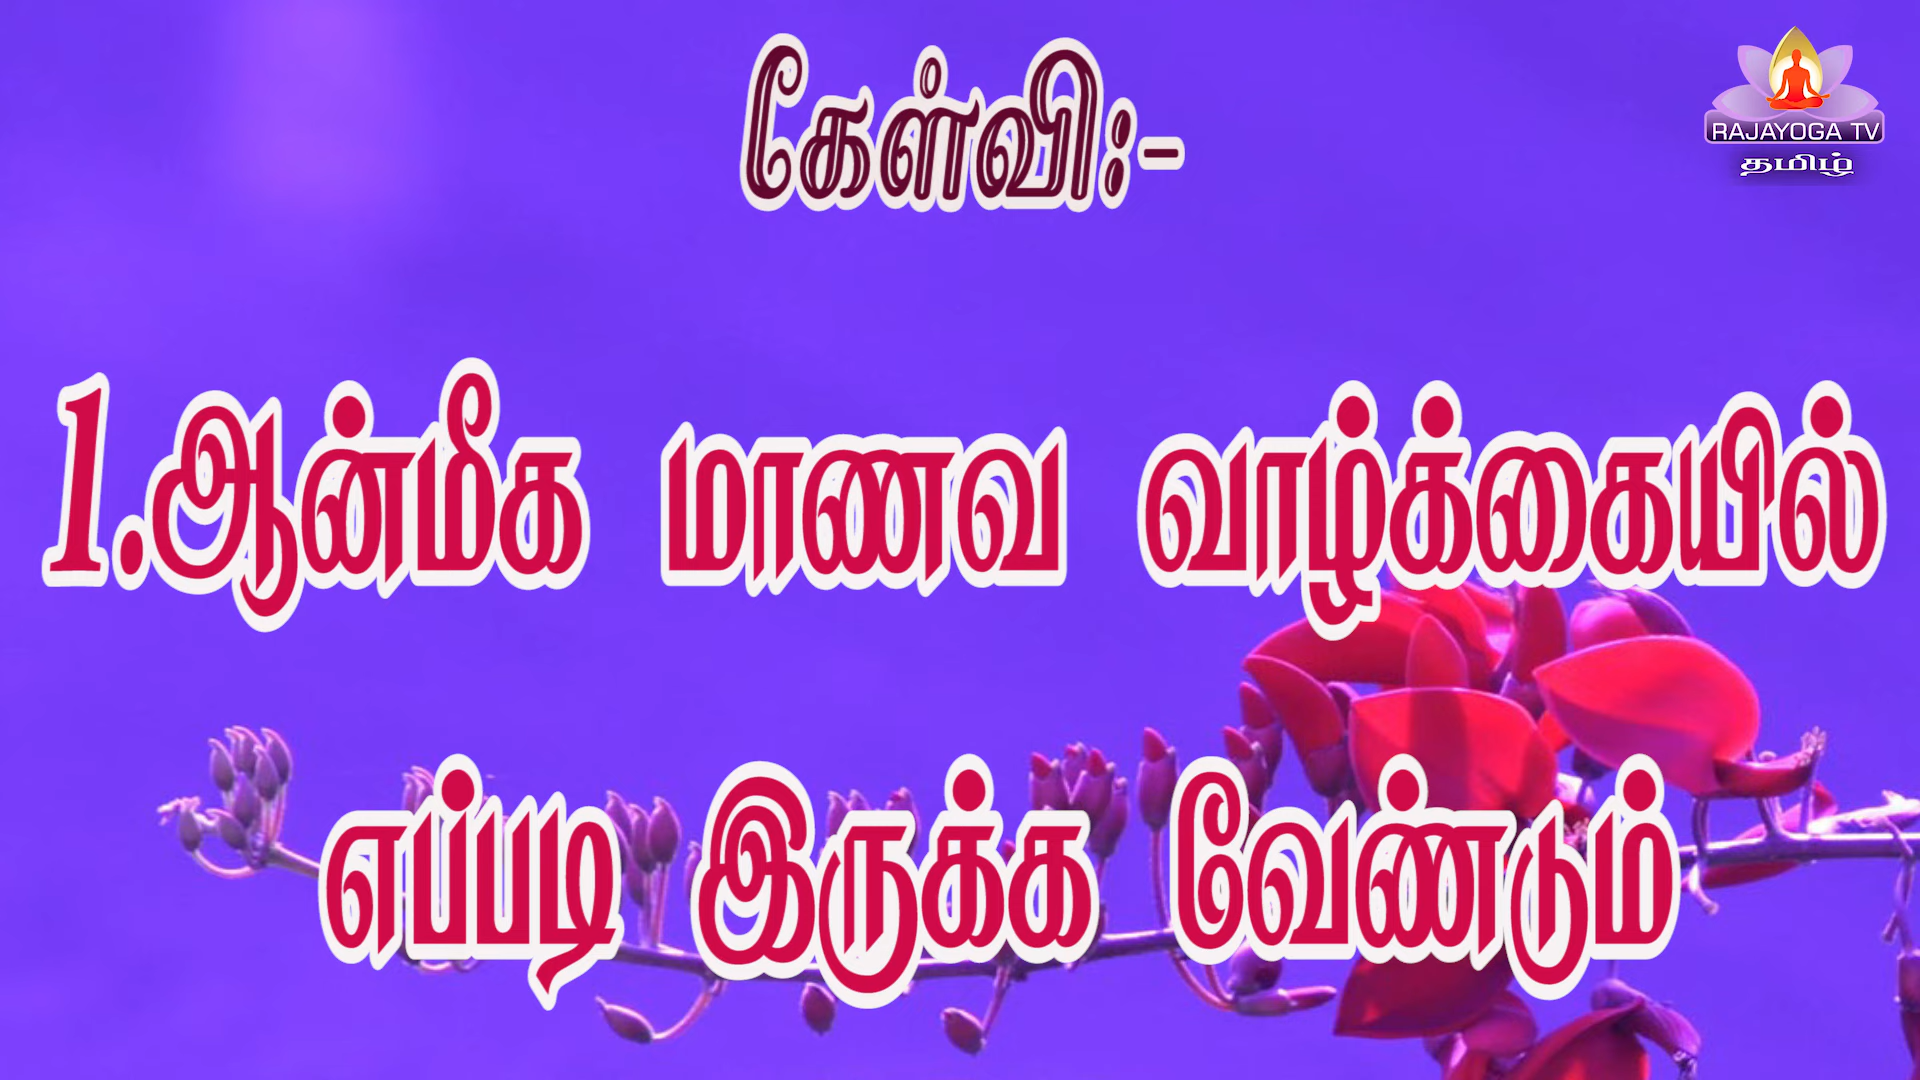 கேள்வி:-
RAJAYOGA TV
தமிழ்
1.ஆன்மீக மாணவ வாழ்க்கையில்
எப்படி இருக்க வேண்டும்